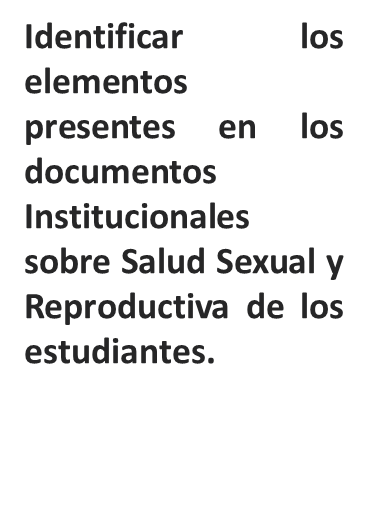 Identificar los
elementos
presentes en los
documentos
Institucionales
sobre Salud Sexual y
Reproductiva de los
estudiantes.